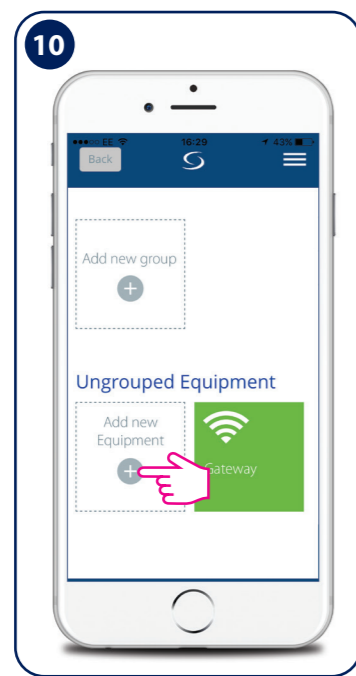 10
EE 16:29 43%
Back
Add new group
Ungrouped Equipment
Add new
Equipment
Gateway